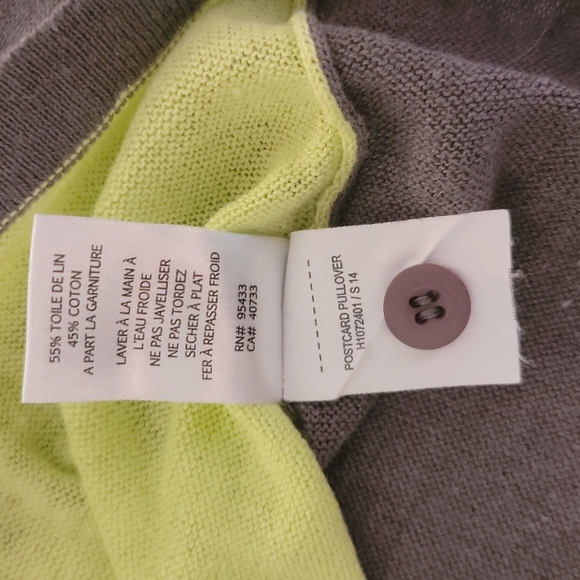 55% TOILE DE LIN
45% COTON
A PART LA GARNITURE
LAVER À LA MAIN À
L'EAU FROIDE
NE PAS JAVELLISER
NE PAS TORDEZ
SECHER À PLAT
FER À REPASSER FROID
RN# 95433
CA# 40733
POSTCARD PULLOVER
H1072401 / S 14